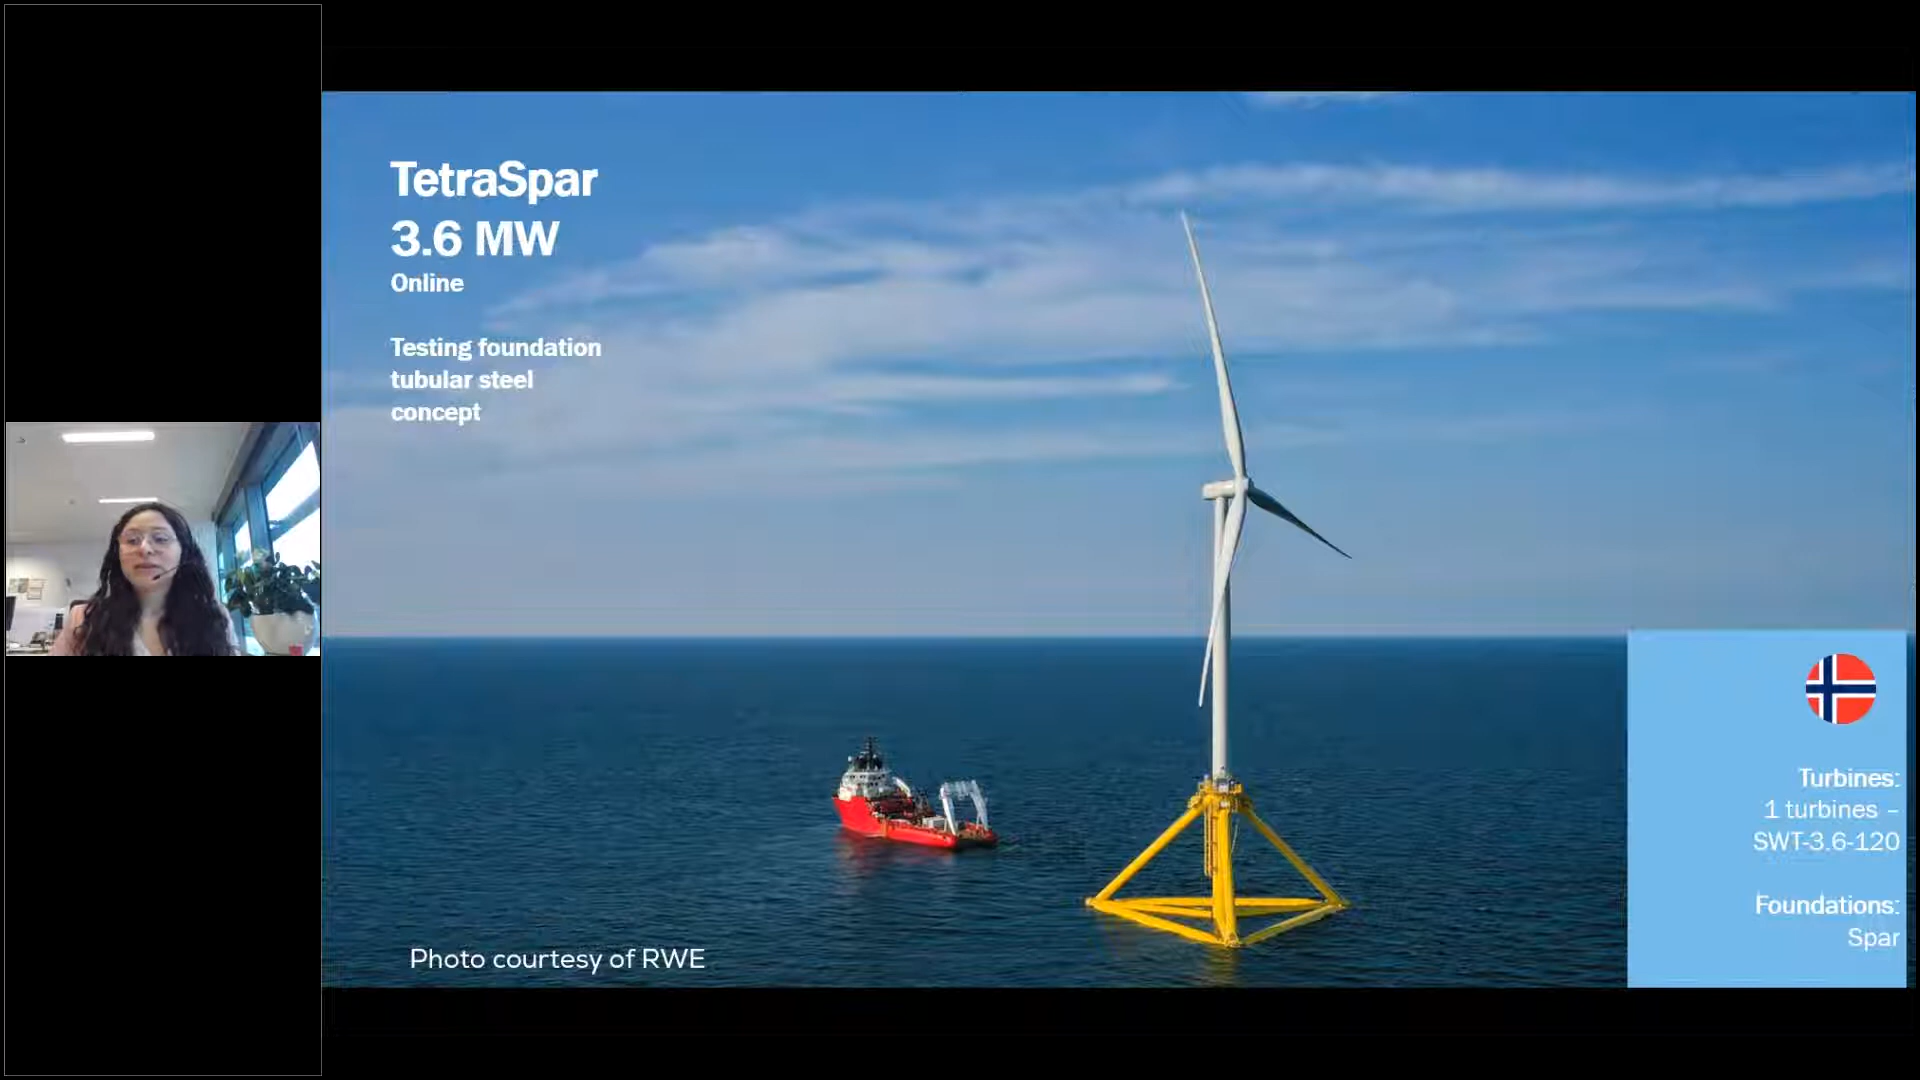 TetraSpar
3.6 MW
Online
Testing foundation
tubular steel
concept
Turbines:
1 turbines –
SWT-3.6-120
Foundations:
Spar
Photo courtesy of RWE